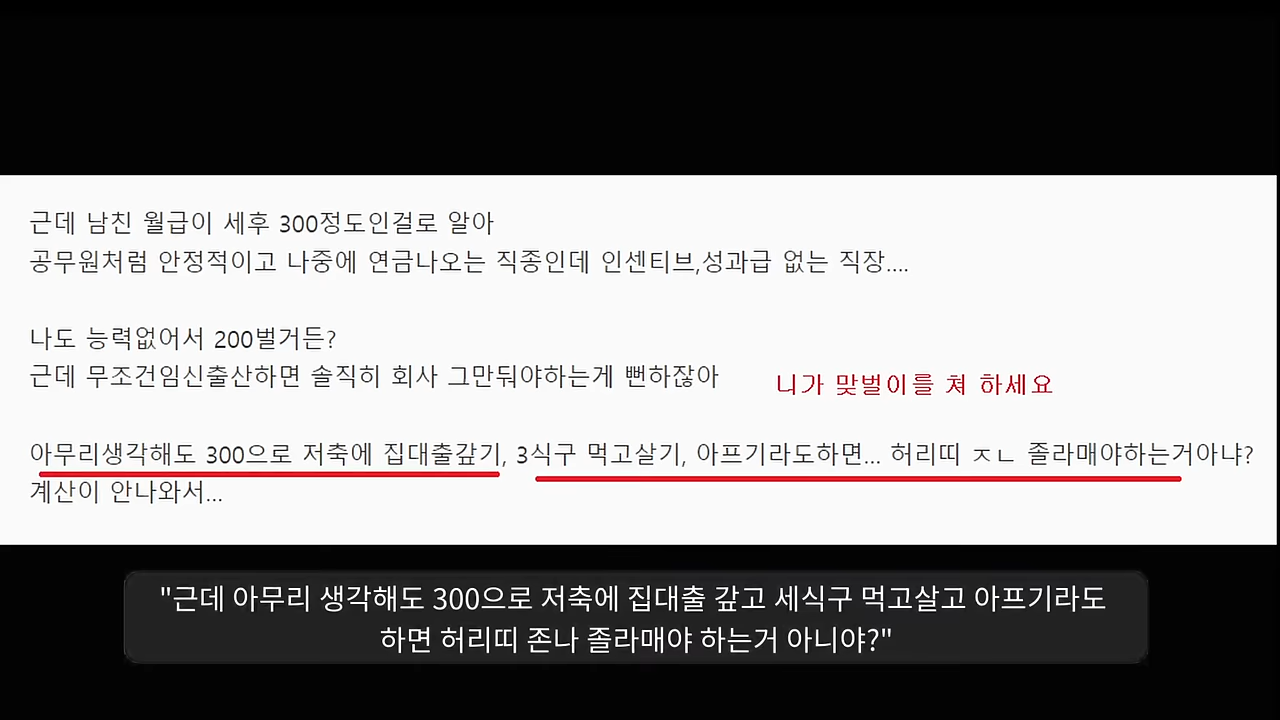 근데 남친 월급이 세후 300정도인걸로 알아
공무원처럼 안정적이고 나중에 연금나오는 직종인데 인센티브,성과급 없는 직장....
나도 능력없어서 200벌거든?
근데 무조건임신출산하면 솔직히 회사 그만둬야하는게 뻔하잖아
니가 맞벌이를 쳐 하세요
아무리생각해도 300으로 저축에 집대출갚기, 3식구 먹고살기, 아프기라도하면... 허리띠 ㅈㄴ 졸라매야하는거아냐?
계산이 안나와서...
"근데 아무리 생각해도 300으로 저축에 집대출 갚고 세식구 먹고살고 아프기라도
하면 허리띠 존나 졸라매야 하는거 아니야?"